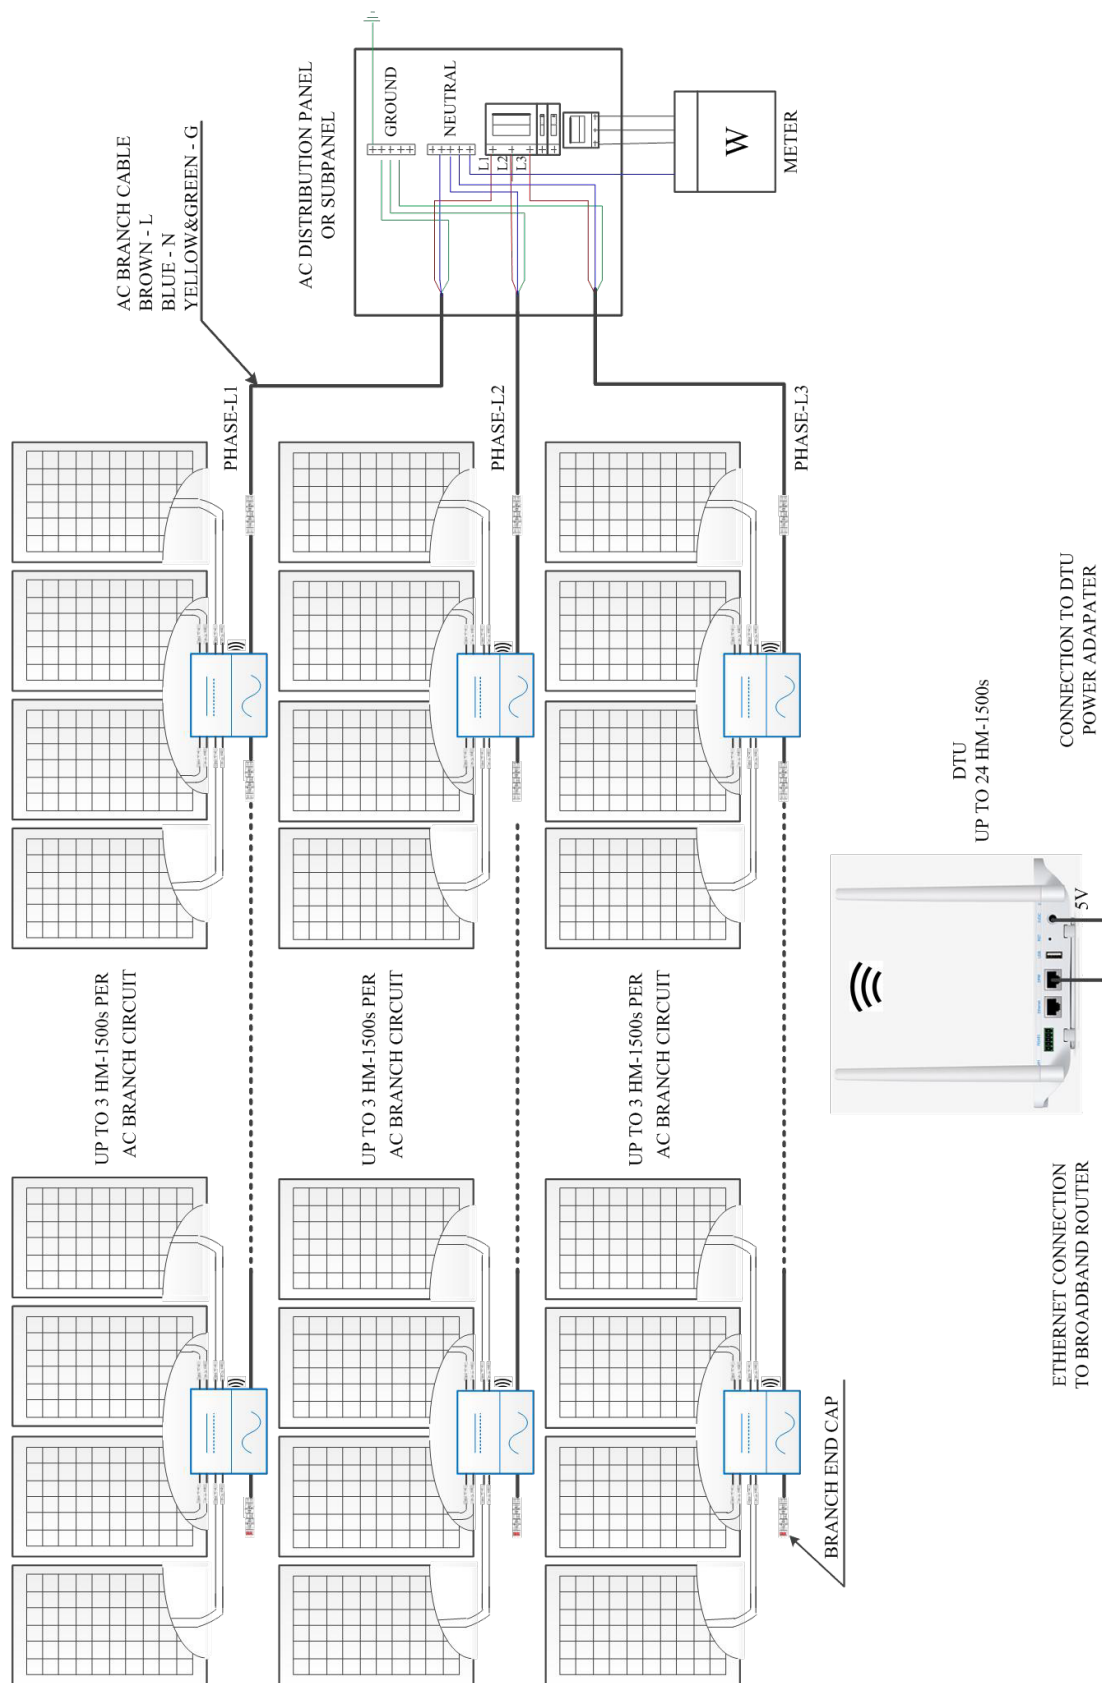 AC BRANCH CABLE
BROWN - L
BLUE - N
YELLOW&GREEN - G
AC DISTRIBUTION PANEL
OR SUBPANEL
GROUND
NEUTRAL
L1
L2
L3
W
METER
PHASE-L1
PHASE-L2
PHASE-L3
UP TO 3 HM-1500s PER
AC BRANCH CIRCUIT
UP TO 3 HM-1500s PER
AC BRANCH CIRCUIT
UP TO 3 HM-1500s PER
AC BRANCH CIRCUIT
BRANCH END CAP
DTU
UP TO 24 HM-1500s
5V
CONNECTION TO DTU
POWER ADAPATER
ETHERNET CONNECTION
TO BROADBAND ROUTER